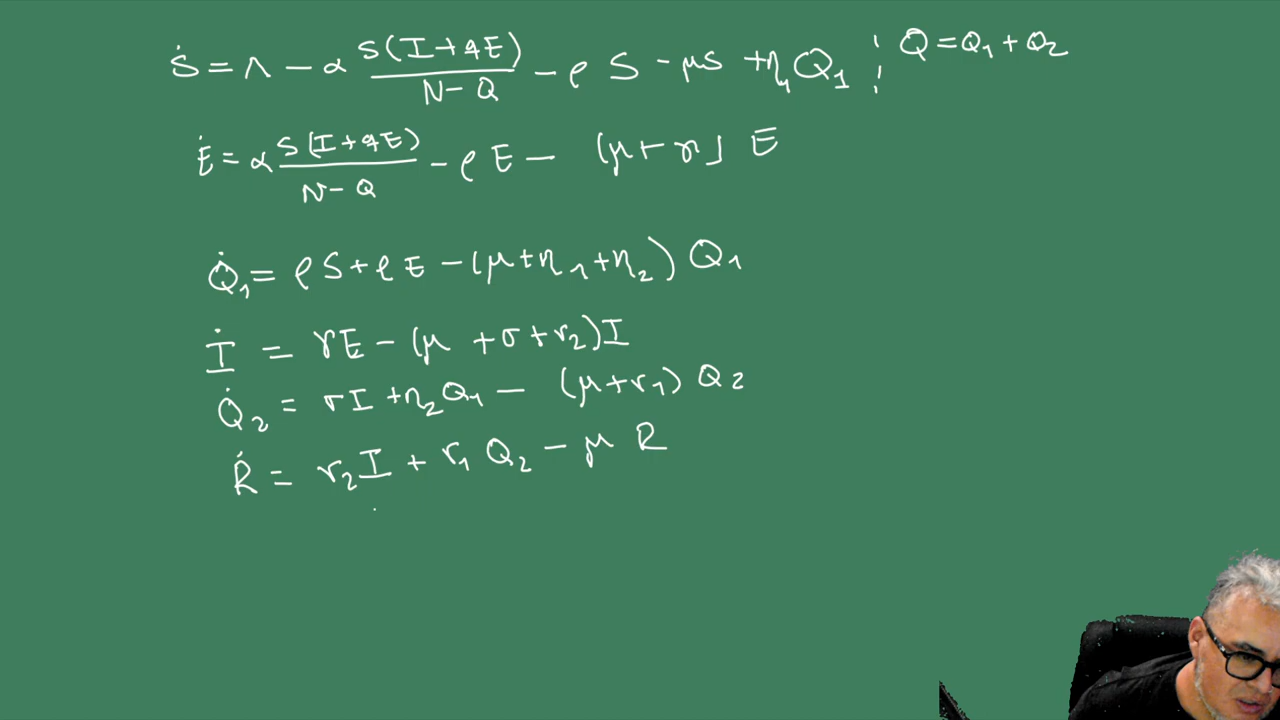 Ṡ = Λ − α S(I+qE)/(N−Q) − ρ S − μS + η₁Q₁ ; Q = Q₁ + Q₂
Ė = α S(I+qE)/(N−Q) − ρ E − (μ + γ) E
Q̇₁ = ρ S + ρ E − (μ + η₁ + η₂) Q₁
İ = γE − (μ + σ + r₂)I
Q̇₂ = σI + η₂Q₁ − (μ + r₁) Q₂
Ṙ = r₂I + r₁ Q₂ − μ R